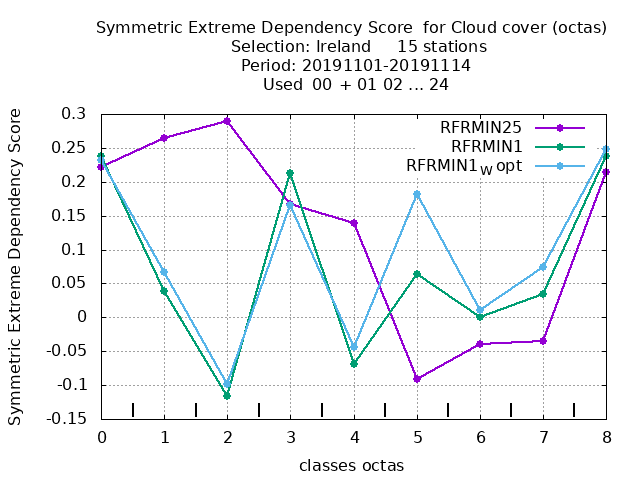 Symmetric Extreme Dependency Score  for Cloud cover (octas)
Selection: Ireland     15 stations
Period: 20191101-20191114
Used  00 + 01 02 ... 24
Symmetric Extreme Dependency Score
0.3
0.25
0.2
0.15
0.1
0.05
0
-0.05
-0.1
-0.15
RFRMIN25
RFRMIN1
RFRMIN1W opt
0 1 2 3 4 5 6 7 8
classes octas